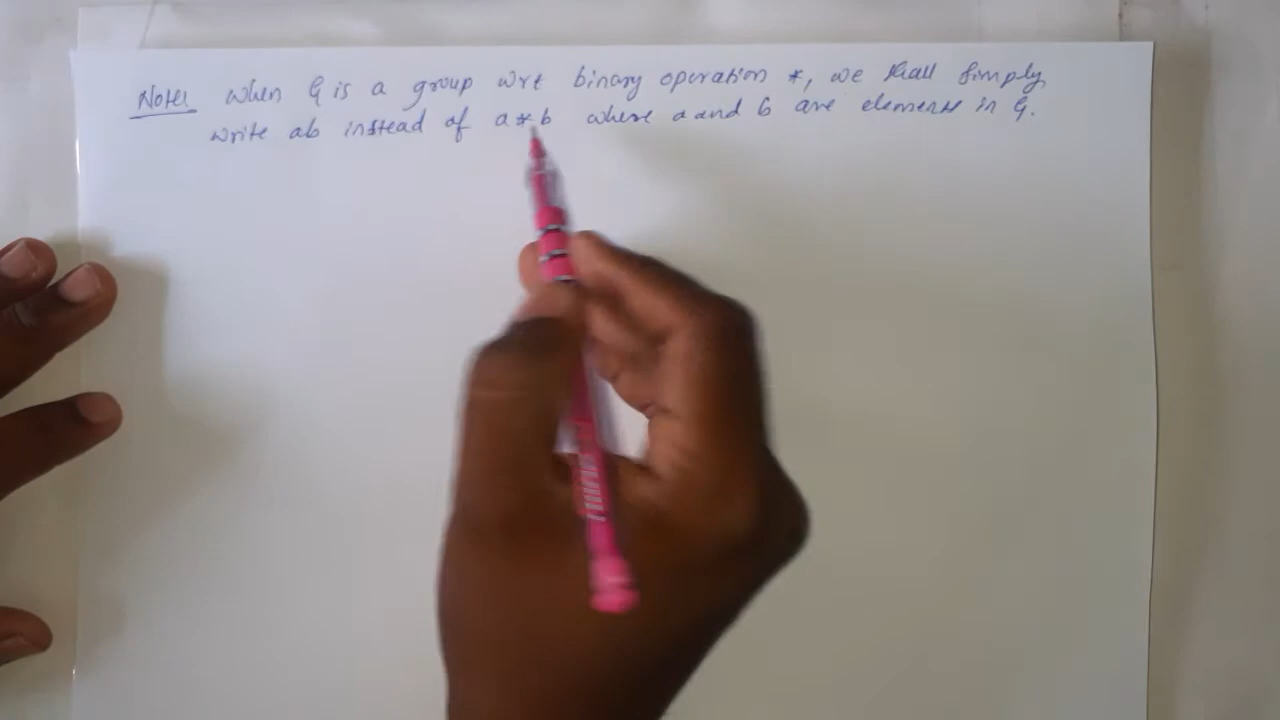 Note: When G is a group wrt binary operation *, we shall simply
write ab instead of a*b where a and b are elements in G.